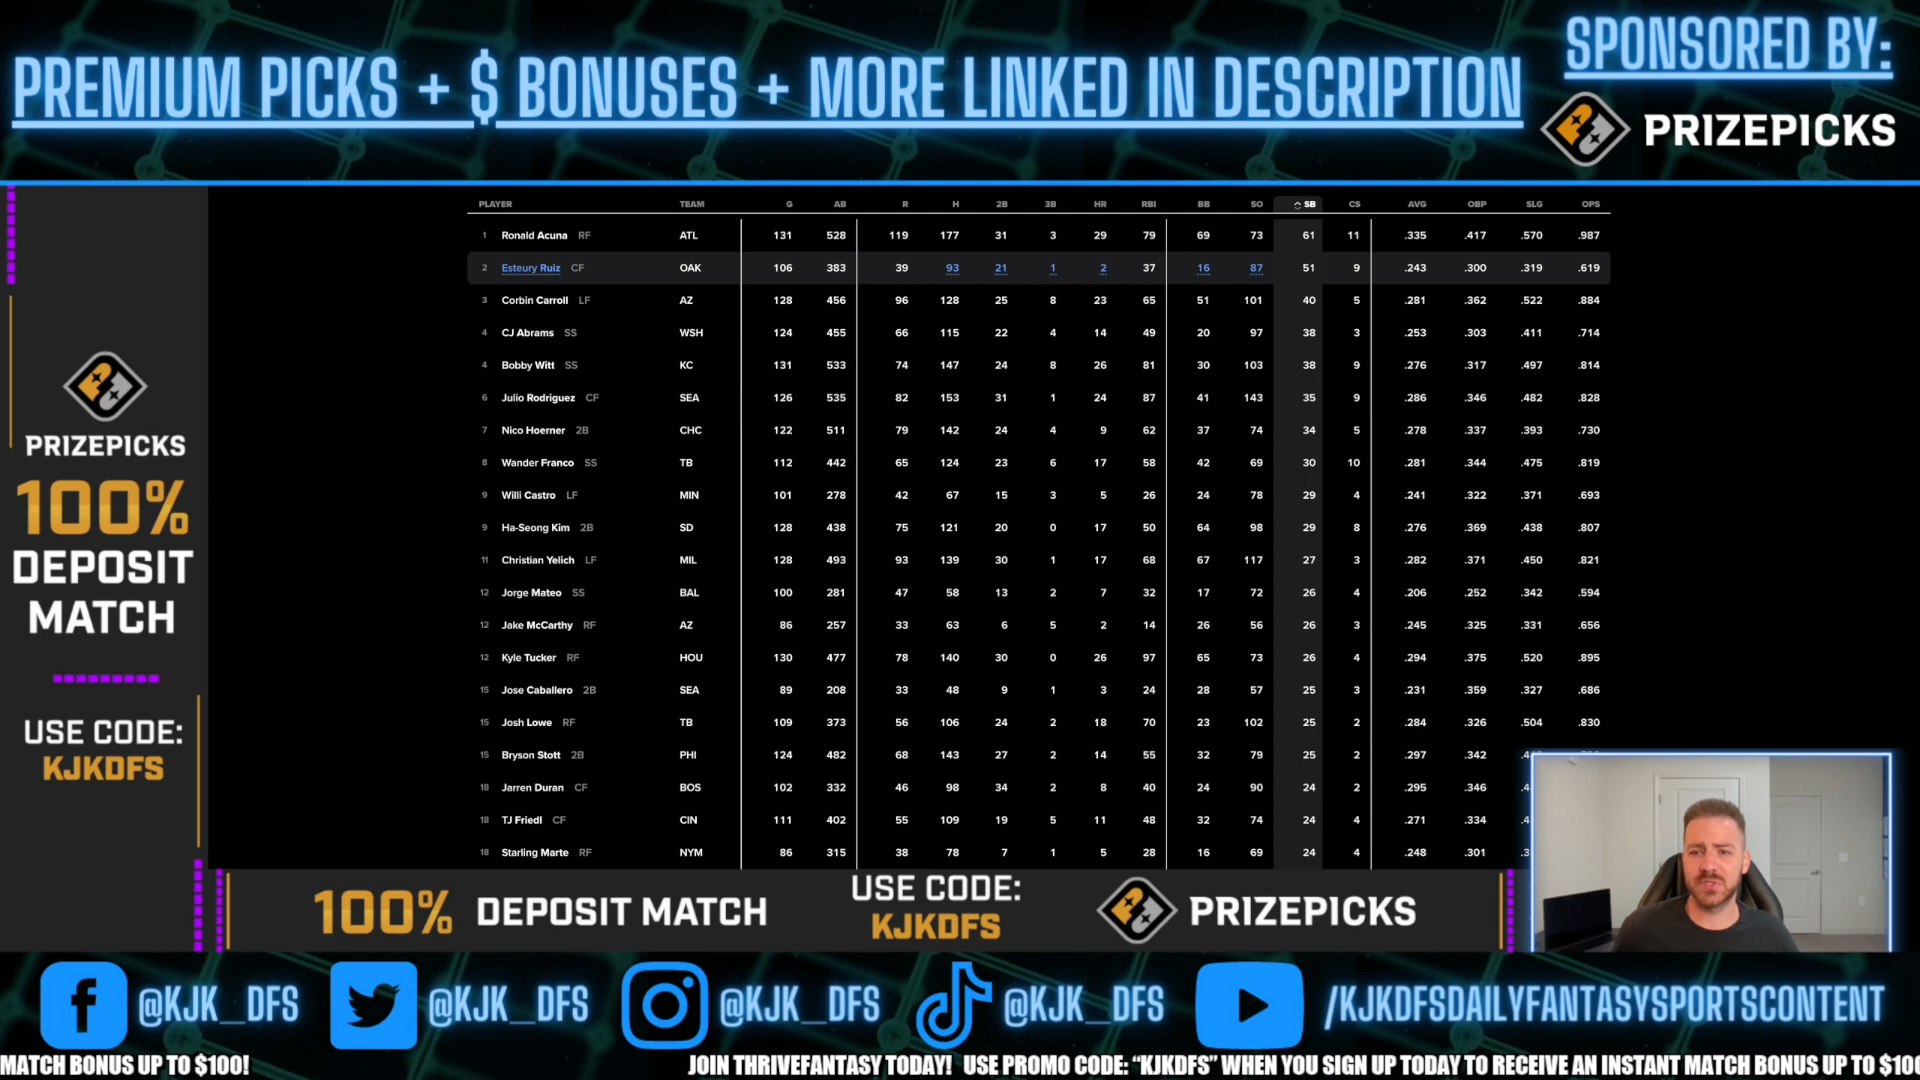 PREMIUM PICKS + $ BONUSES + MORE LINKED IN DESCRIPTION
SPONSORED BY:
PRIZEPICKS
PRIZEPICKS
100%
DEPOSIT
MATCH
USE CODE:
KJKDFS
PLAYER TEAM G AB R H 2B 3B HR RBI BB SO SB CS AVG OBP SLG OPS
1 Ronald Acuna RF ATL 131 528 119 177 31 3 29 79 69 73 61 11 .335 .417 .570 .987
2 Esteury Ruiz CF OAK 106 383 39 93 21 1 2 37 16 87 51 9 .243 .300 .319 .619
3 Corbin Carroll LF AZ 128 456 96 128 25 8 23 65 51 101 40 5 .281 .362 .522 .884
4 CJ Abrams SS WSH 124 455 66 115 22 4 14 49 20 97 38 3 .253 .303 .411 .714
4 Bobby Witt SS KC 131 533 74 147 24 8 26 81 30 103 38 9 .276 .317 .497 .814
6 Julio Rodriguez CF SEA 126 535 82 153 31 1 24 87 41 143 35 9 .286 .346 .482 .828
7 Nico Hoerner 2B CHC 122 511 79 142 24 4 9 62 37 74 34 5 .278 .337 .393 .730
8 Wander Franco SS TB 112 442 65 124 23 6 17 58 42 69 30 10 .281 .344 .475 .819
9 Willi Castro LF MIN 101 278 42 67 15 3 5 26 24 78 29 4 .241 .322 .371 .693
9 Ha-Seong Kim 2B SD 128 438 75 121 20 0 17 50 64 98 29 8 .276 .369 .438 .807
11 Christian Yelich LF MIL 128 493 93 139 30 1 17 68 67 117 27 3 .282 .371 .450 .821
12 Jorge Mateo SS BAL 100 281 47 58 13 2 7 32 17 72 26 4 .206 .252 .342 .594
12 Jake McCarthy RF AZ 86 257 33 63 6 5 2 14 26 56 26 3 .245 .325 .331 .656
12 Kyle Tucker RF HOU 130 477 78 140 30 0 26 97 65 73 26 4 .294 .375 .520 .895
15 Jose Caballero 2B SEA 89 208 33 48 9 1 3 24 28 57 25 3 .231 .359 .327 .686
15 Josh Lowe RF TB 109 373 56 106 24 2 18 70 23 102 25 2 .284 .326 .504 .830
15 Bryson Stott 2B PHI 124 482 68 143 27 2 14 55 32 79 25 2 .297 .342
18 Jarren Duran CF BOS 102 332 46 98 34 2 8 40 24 90 24 2 .295 .346
18 TJ Friedl CF CIN 111 402 55 109 19 5 11 48 32 74 24 4 .271 .334
18 Starling Marte RF NYM 86 315 38 78 7 1 5 28 16 69 24 4 .248 .301
100% DEPOSIT MATCH
USE CODE:
KJKDFS
PRIZEPICKS
@KJK_DFS
@KJK_DFS
@KJK_DFS
@KJK_DFS
/KJKDFSDAILYFANTASYSPORTSCONTENT
MATCH BONUS UP TO $100! JOIN THRIVEFANTASY TODAY! USE PROMO CODE: "KJKDFS" WHEN YOU SIGN UP TODAY TO RECEIVE AN INSTANT MATCH BONUS UP TO $100